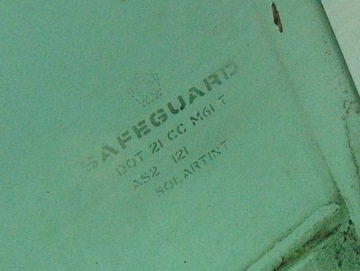 SAFEGUARD
DOT 21 CC M61 T
AS2 121
SOLARTINT